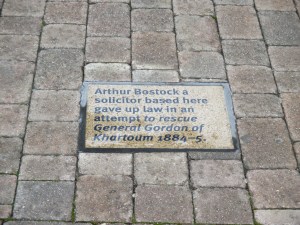 Arthur Bostock a
solicitor based here
gave up law in an
attempt to rescue
General Gordon of
Khartoum 1884-5.